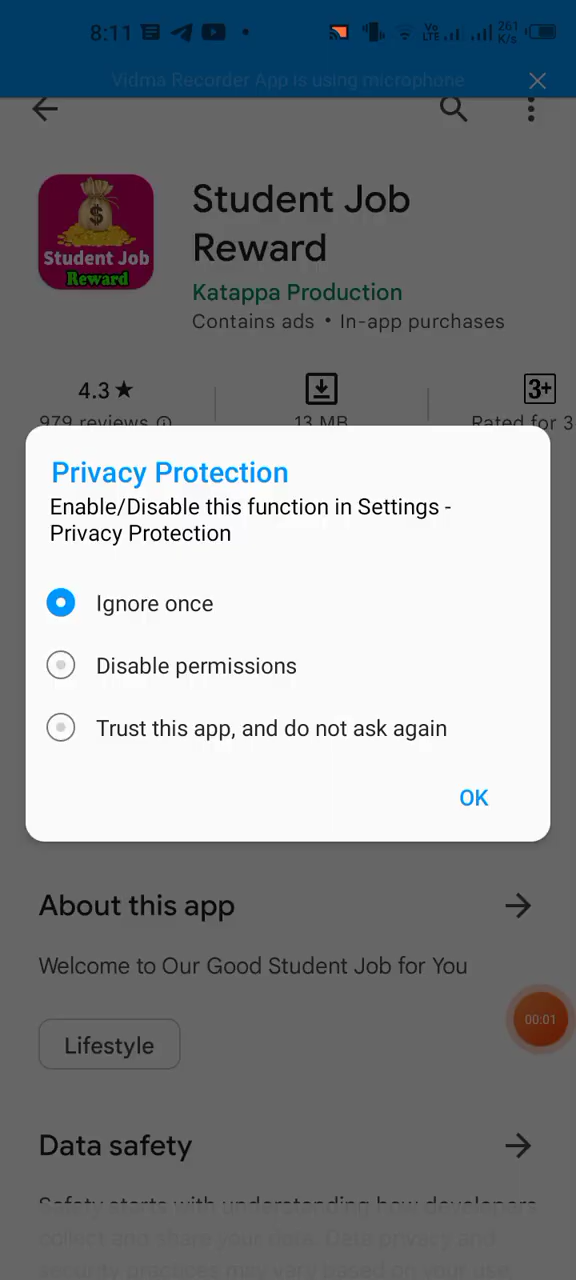 8:11
Vo
LTE
261
K/s
Vidma Recorder App is using microphone
$
Student Job
Reward
Student Job
Reward
Katappa Production
Contains ads • In-app purchases
4.3 ★
3+
979 reviews
13 MB
Rated for 3
Privacy Protection
Enable/Disable this function in Settings -
Privacy Protection
Ignore once
Disable permissions
Trust this app, and do not ask again
OK
About this app
Welcome to Our Good Student Job for You
00:01
Lifestyle
Data safety
Safety starts with understanding how developers
collect and share your data. Data privacy and
security practices may vary based on your use,